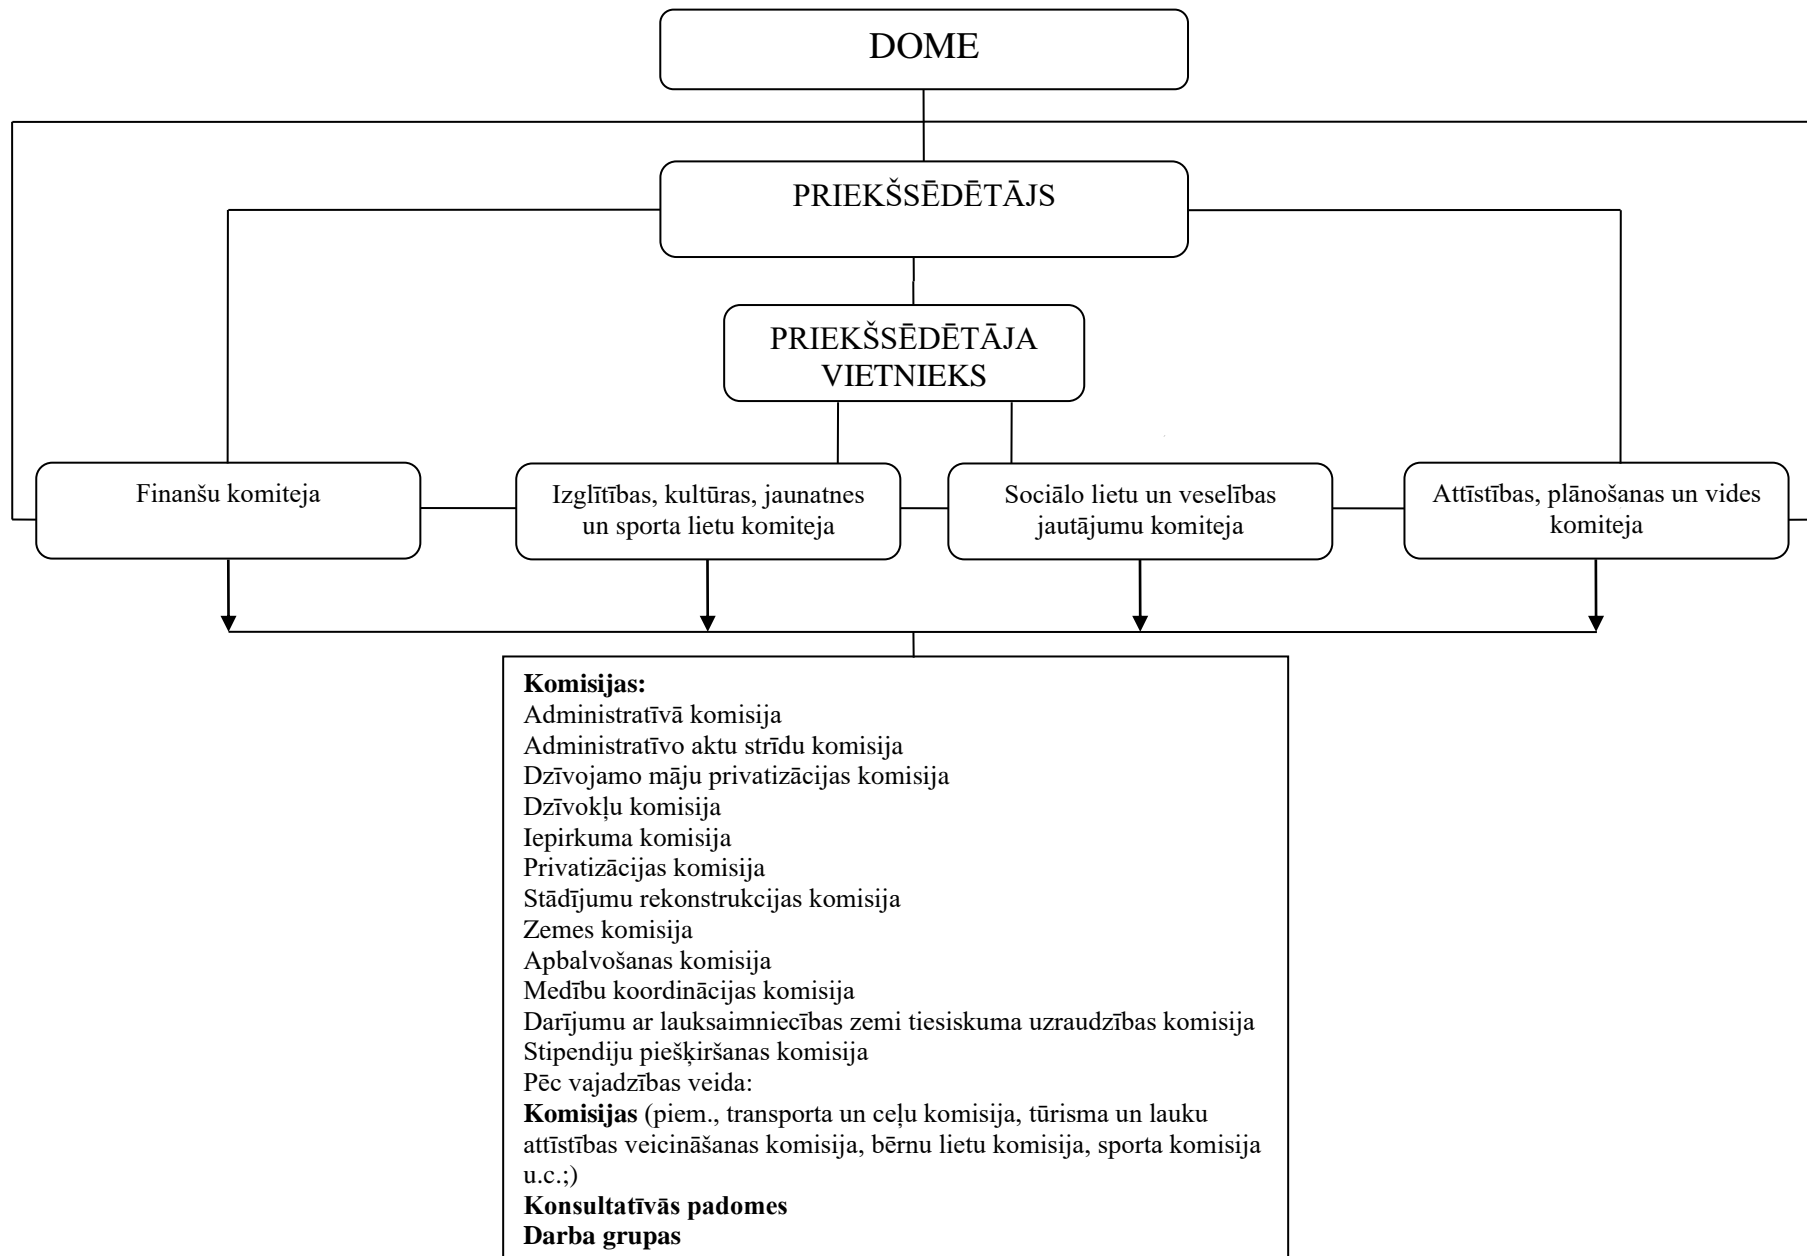 DOME
PRIEKŠSĒDĒTĀJS
PRIEKŠSĒDĒTĀJA
VIETNIEKS
Finanšu komiteja
Izglītības, kultūras, jaunatnes
un sporta lietu komiteja
Sociālo lietu un veselības
jautājumu komiteja
Attīstības, plānošanas un vides
komiteja
Komisijas:
Administratīvā komisija
Administratīvo aktu strīdu komisija
Dzīvojamo māju privatizācijas komisija
Dzīvokļu komisija
Iepirkuma komisija
Privatizācijas komisija
Stādījumu rekonstrukcijas komisija
Zemes komisija
Apbalvošanas komisija
Medību koordinācijas komisija
Darījumu ar lauksaimniecības zemi tiesiskuma uzraudzības komisija
Stipendiju piešķiršanas komisija
Pēc vajadzības veida:
Komisijas (piem., transporta un ceļu komisija, tūrisma un lauku
attīstības veicināšanas komisija, bērnu lietu komisija, sporta komisija
u.c.;)
Konsultatīvās padomes
Darba grupas